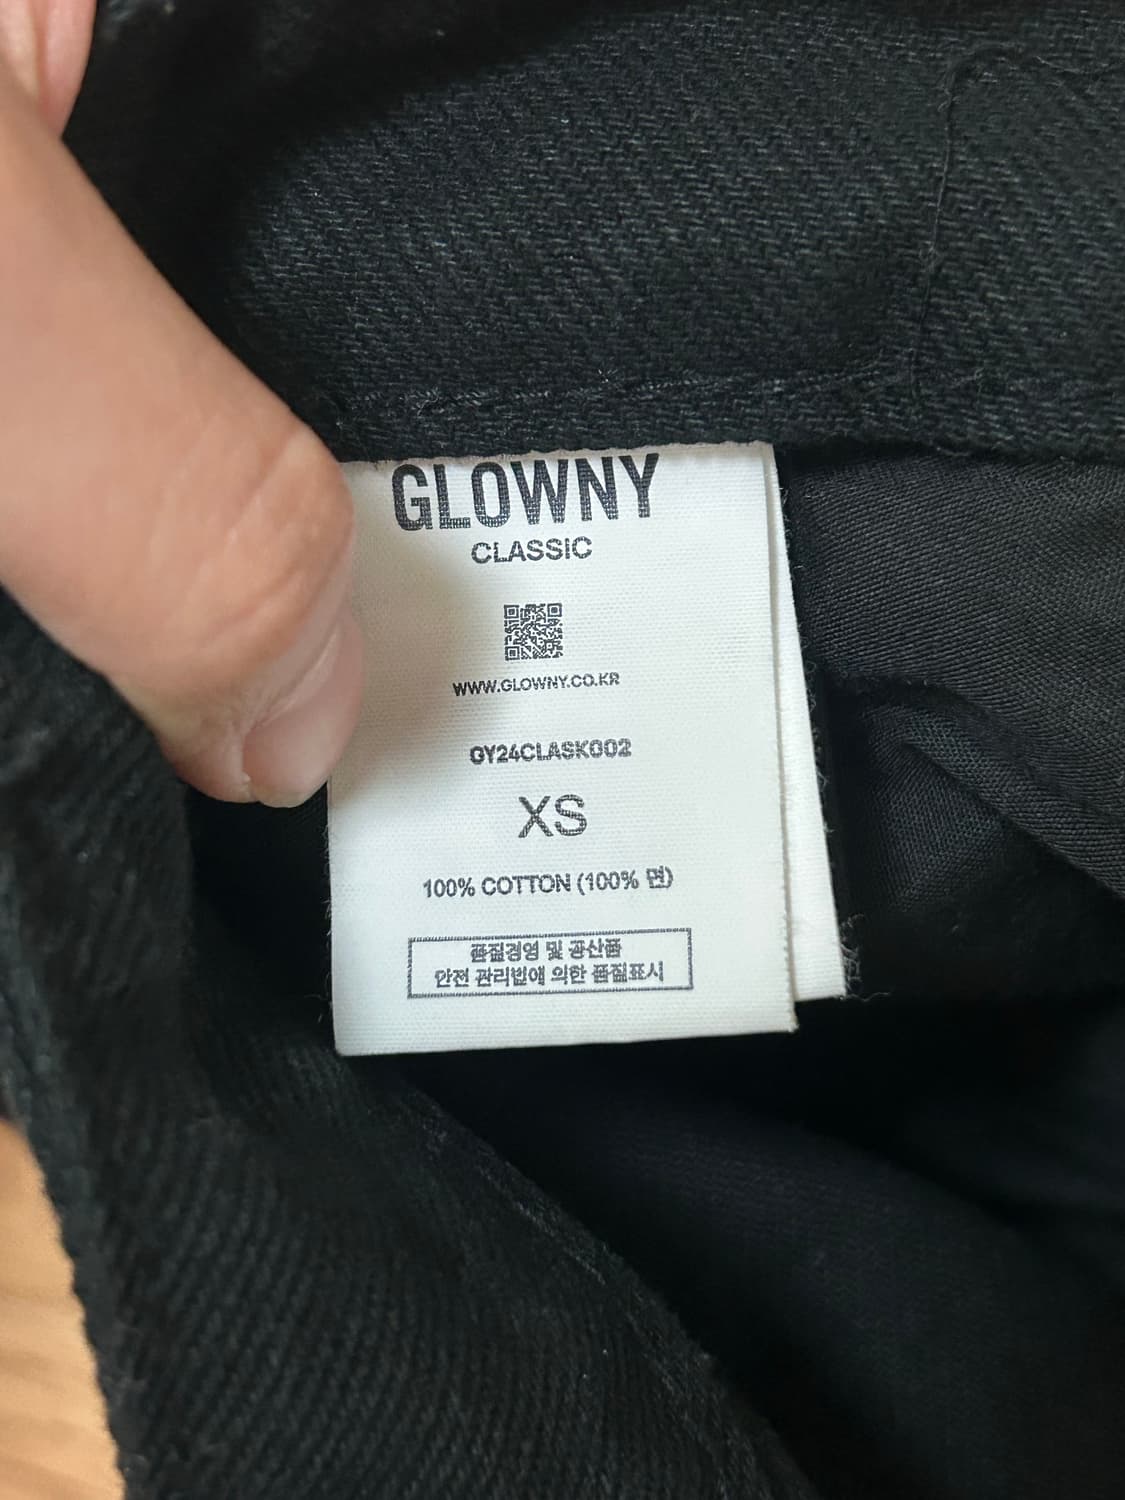 GLOWNY
CLASSIC
WWW.GLOWNY.CO.KR
GY24CLASK002
XS
100% COTTON (100% 면)
품질경영 및 공산품
안전 관리법에 의한 품질표시